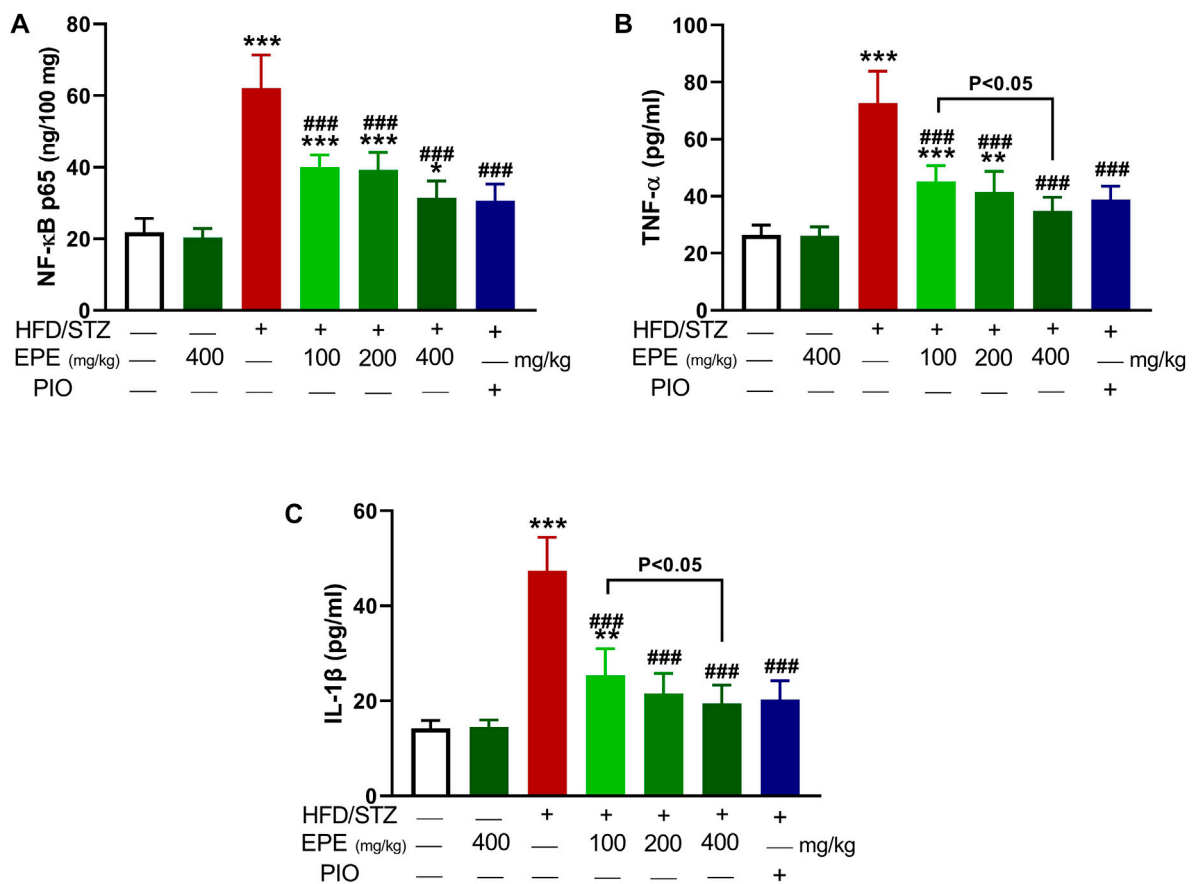 A
NF-κB p65 (ng/100 mg)
80
60
40
20
0
***
###
***
###
***
###
*
###
HFD/STZ — — + + + + +
EPE (mg/kg) — 400 — 100 200 400 — mg/kg
PIO — — — — — — +
B
TNF-α (pg/ml)
100
80
60
40
20
0
***
P<0.05
###
***
###
**
###
###
HFD/STZ — — + + + + +
EPE (mg/kg) — 400 — 100 200 400 — mg/kg
PIO — — — — — — +
C
IL-1β (pg/ml)
60
40
20
0
***
P<0.05
###
**
###
###
###
HFD/STZ — — + + + + +
EPE (mg/kg) — 400 — 100 200 400 — mg/kg
PIO — — — — — — +